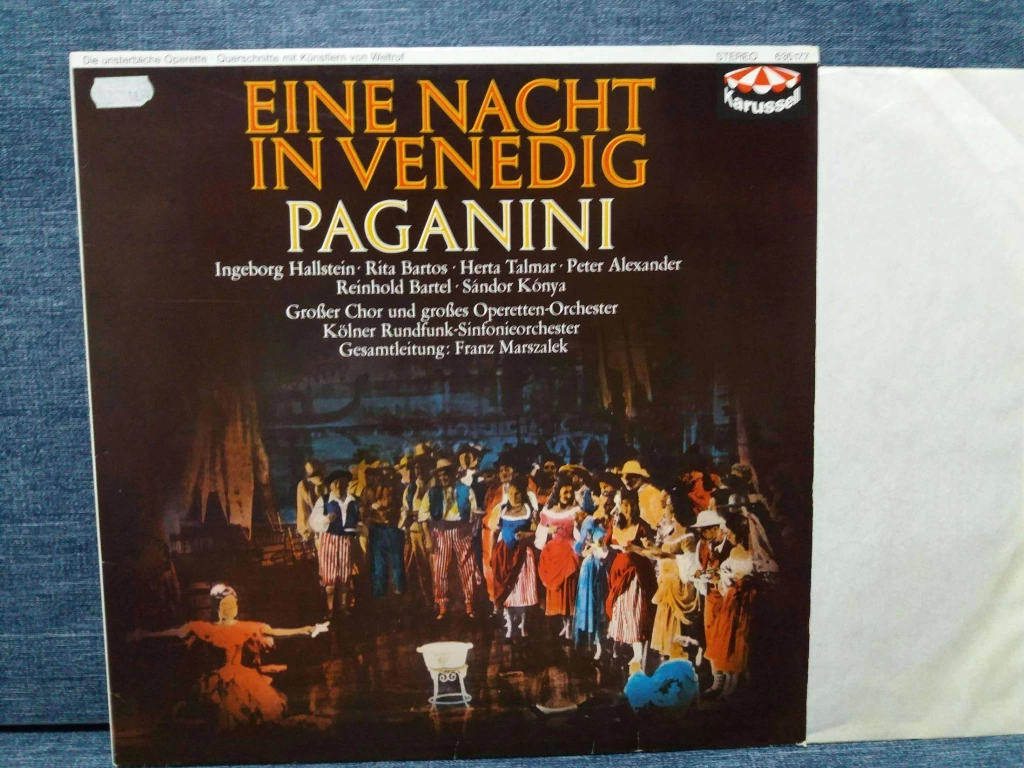 Die unsterbliche Operette · Querschnitte mit Künstlern von Weltruf STEREO 635177
Karussell
EINE NACHT
IN VENEDIG
PAGANINI
Ingeborg Hallstein · Rita Bartos · Herta Talmar · Peter Alexander
Reinhold Bartel · Sándor Kónya
Großer Chor und großes Operetten-Orchester
Kölner Rundfunk-Sinfonieorchester
Gesamtleitung: Franz Marszalek